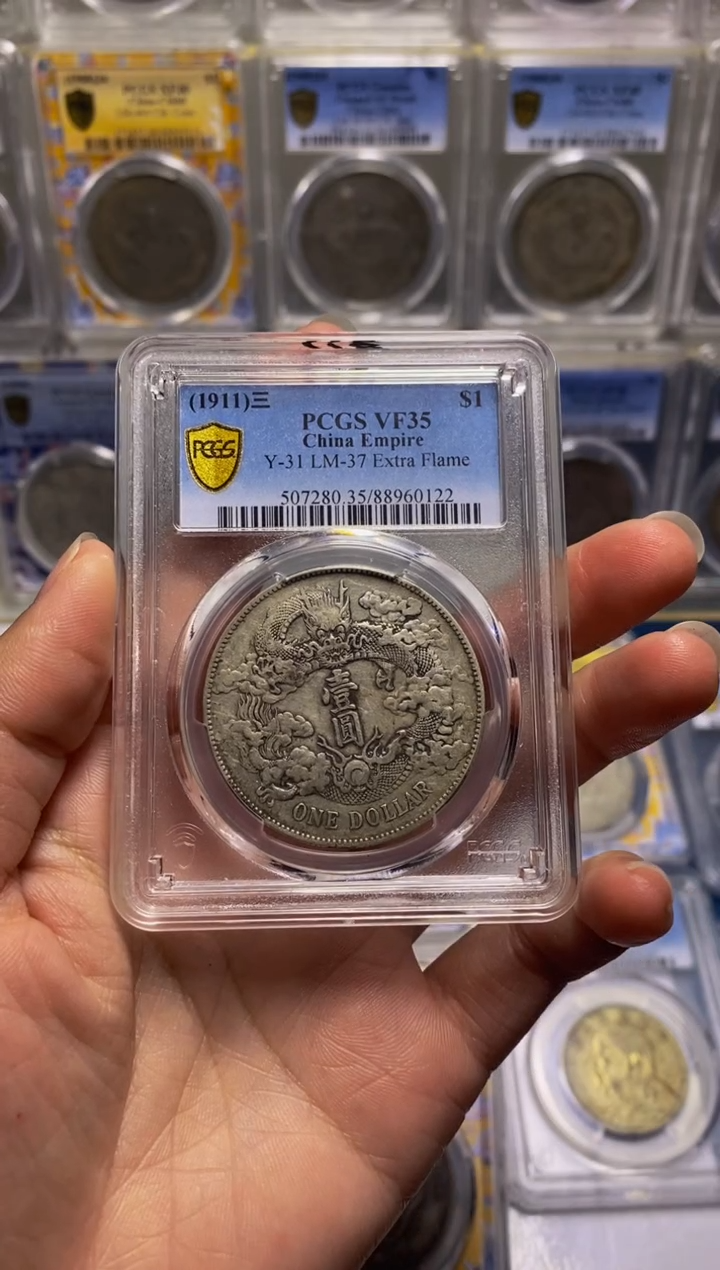 (1911)三 $1
PCGS VF35
China Empire
PCGS
Y-31 LM-37 Extra Flame
507280.35/88960122
壹
圓
ONE DOLLAR
PCGS